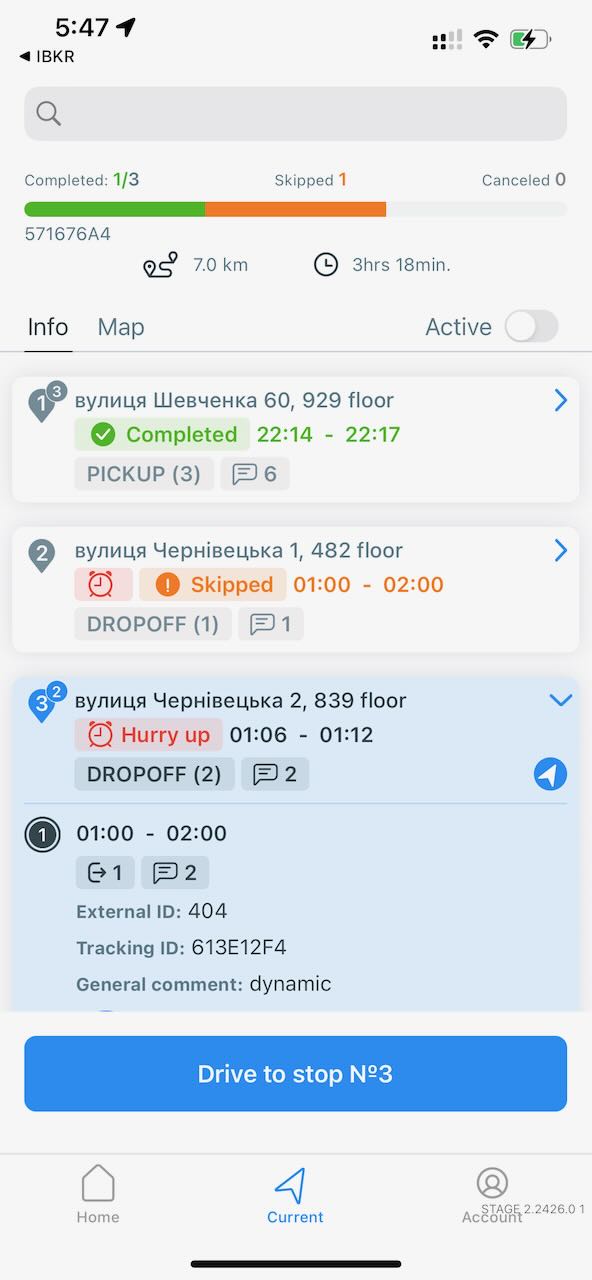 5:47
◀ IBKR
Completed: 1/3 Skipped 1 Canceled 0
571676A4
7.0 km 3hrs 18min.
Info Map Active
1 3 вулиця Шевченка 60, 929 floor
Completed 22:14 - 22:17
PICKUP (3) 6
2 вулиця Чернівецька 1, 482 floor
! Skipped 01:00 - 02:00
DROPOFF (1) 1
3 2 вулиця Чернівецька 2, 839 floor
Hurry up 01:06 - 01:12
DROPOFF (2) 2
1 01:00 - 02:00
1 2
External ID: 404
Tracking ID: 613E12F4
General comment: dynamic
Drive to stop Nº3
Home Current Account
STAGE 2.2426.0 1